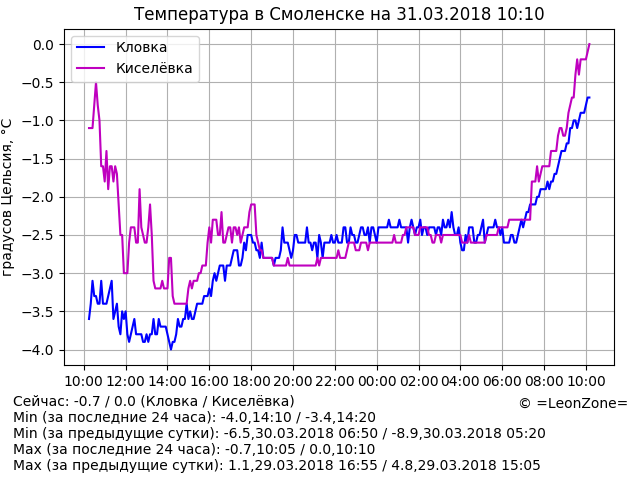 Температура в Смоленске на 31.03.2018 10:10
градусов Цельсия, °C
Кловка
Киселёвка
0.0
−0.5
−1.0
−1.5
−2.0
−2.5
−3.0
−3.5
−4.0
10:00 12:00 14:00 16:00 18:00 20:00 22:00 00:00 02:00 04:00 06:00 08:00 10:00
Сейчас: -0.7 / 0.0 (Кловка / Киселёвка)
© =LeonZone=
Min (за последние 24 часа): -4.0,14:10 / -3.4,14:20
Min (за предыдущие сутки): -6.5,30.03.2018 06:50 / -8.9,30.03.2018 05:20
Max (за последние 24 часа): -0.7,10:05 / 0.0,10:10
Max (за предыдущие сутки): 1.1,29.03.2018 16:55 / 4.8,29.03.2018 15:05